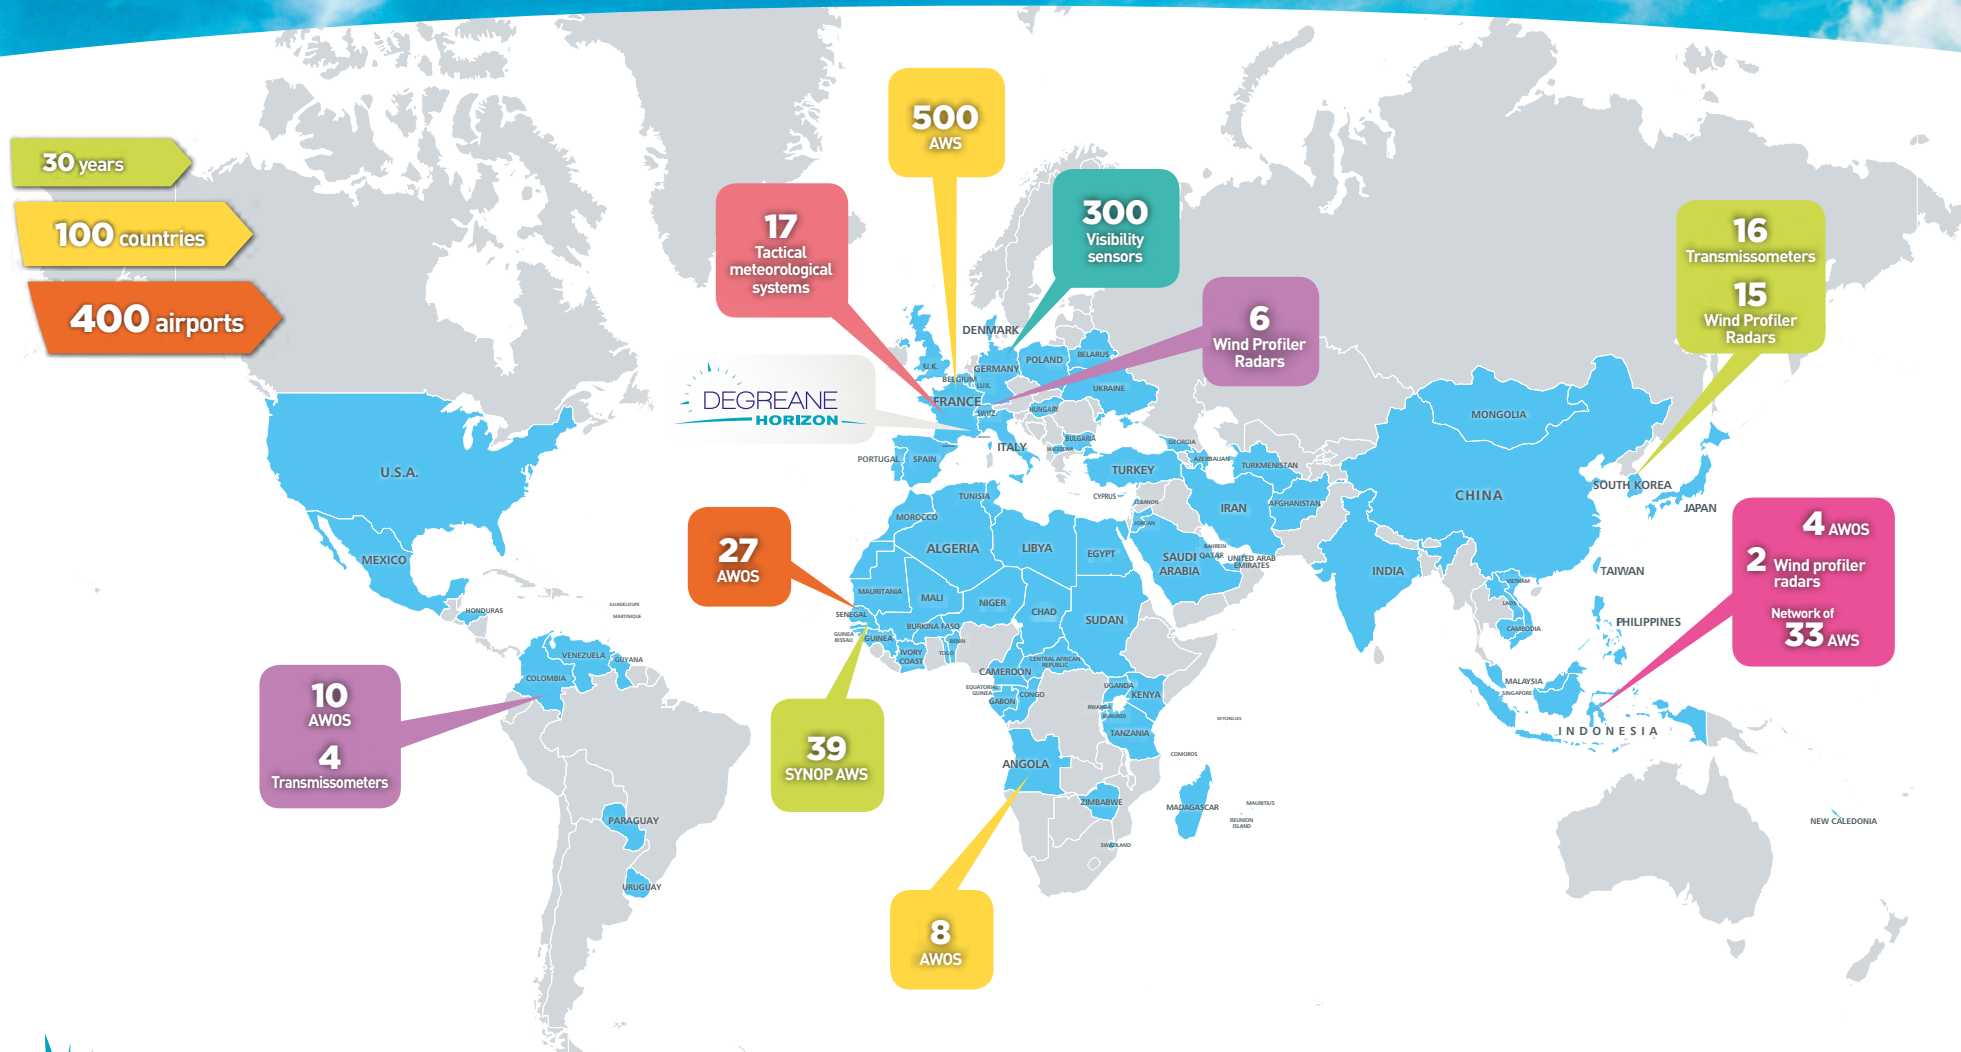 30 years
100 countries
400 airports
500
AWS
17
Tactical
meteorological
systems
300
Visibility
sensors
6
Wind Profiler
Radars
16
Transmissometers
15
Wind Profiler
Radars
DEGREANE
HORIZON
27
AWOS
39
SYNOP AWS
10
AWOS
4
Transmissometers
8
AWOS
4 AWOS
2 Wind profiler
radars
Network of
33 AWS
DENMARK
U.K.
BELGIUM
GERMANY
LUX.
POLAND
BELARUS
UKRAINE
FRANCE
SWITZ.
HUNGARY
BULGARIA
MACEDONIA
ITALY
PORTUGAL
SPAIN
GEORGIA
AZERBAIJAN
TURKMENISTAN
TURKEY
CYPRUS
LEBANON
JORDAN
IRAN
AFGHANISTAN
BAHREIN
SAUDI
ARABIA
QATAR
UNITED ARAB
EMIRATES
MONGOLIA
CHINA
SOUTH KOREA
JAPAN
INDIA
TAIWAN
VIETNAM
LAOS
CAMBODIA
PHILIPPINES
MALAYSIA
SINGAPORE
INDONESIA
NEW CALEDONIA
U.S.A.
MEXICO
HONDURAS
GUADELOUPE
MARTINIQUE
VENEZUELA
GUYANA
COLOMBIA
PARAGUAY
URUGUAY
TUNISIA
MOROCCO
ALGERIA
LIBYA
EGYPT
MAURITANIA
MALI
NIGER
CHAD
SUDAN
SENEGAL
GUINEA
BISSAU
GUINEA
BURKINA FASO
BENIN
TOGO
IVORY
COAST
CENTRAL AFRICAN
REPUBLIC
CAMEROON
EQUATORIAL
GUINEA
GABON
CONGO
UGANDA
KENYA
RWANDA
BURUNDI
TANZANIA
SEYCHELLES
COMOROS
ANGOLA
ZIMBABWE
MADAGASCAR
MAURITIUS
REUNION
ISLAND
SWAZILAND